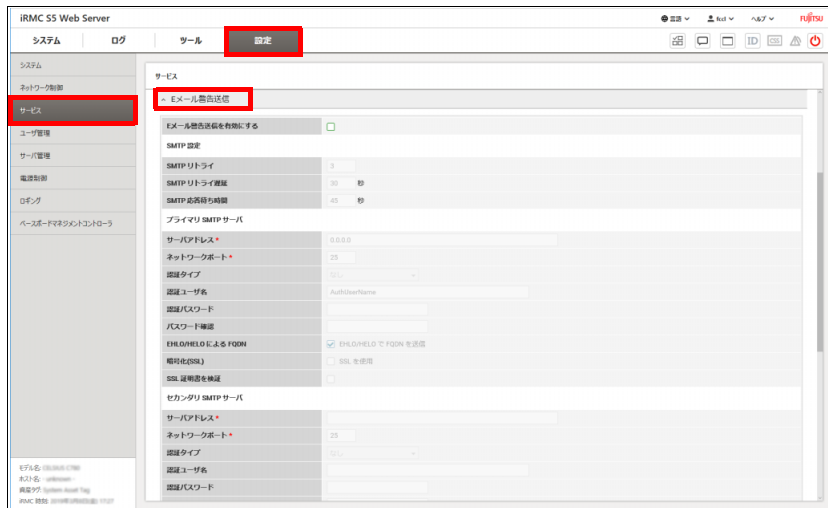 iRMC S5 Web Server
言語
fcd
ヘルプ
FUJITSU
システム
ログ
ツール
設定
ID
CSS
システム
ネットワーク制御
サービス
ユーザ管理
サーバ管理
電源制御
ロギング
ベースボードマネジメントコントローラ
サービス
Eメール警告送信
Eメール警告送信を有効にする
SMTP 設定
SMTP リトライ 3
SMTP リトライ遅延 30 秒
SMTP 応答待ち時間 45 秒
プライマリ SMTP サーバ
サーバアドレス* 0.0.0.0
ネットワークポート* 25
認証タイプ なし
認証ユーザ名 AuthUserName
認証パスワード
パスワード確認
EHLO/HELO による FQDN EHLO/HELO で FQDN を送信
暗号化(SSL) SSL を使用
SSL 証明書を検証
セカンダリ SMTP サーバ
サーバアドレス*
ネットワークポート* 25
認証タイプ なし
認証ユーザ名
認証パスワード
モデル名:
ホスト名:
資産タグ: System Asset Tag
iRMC 時刻: